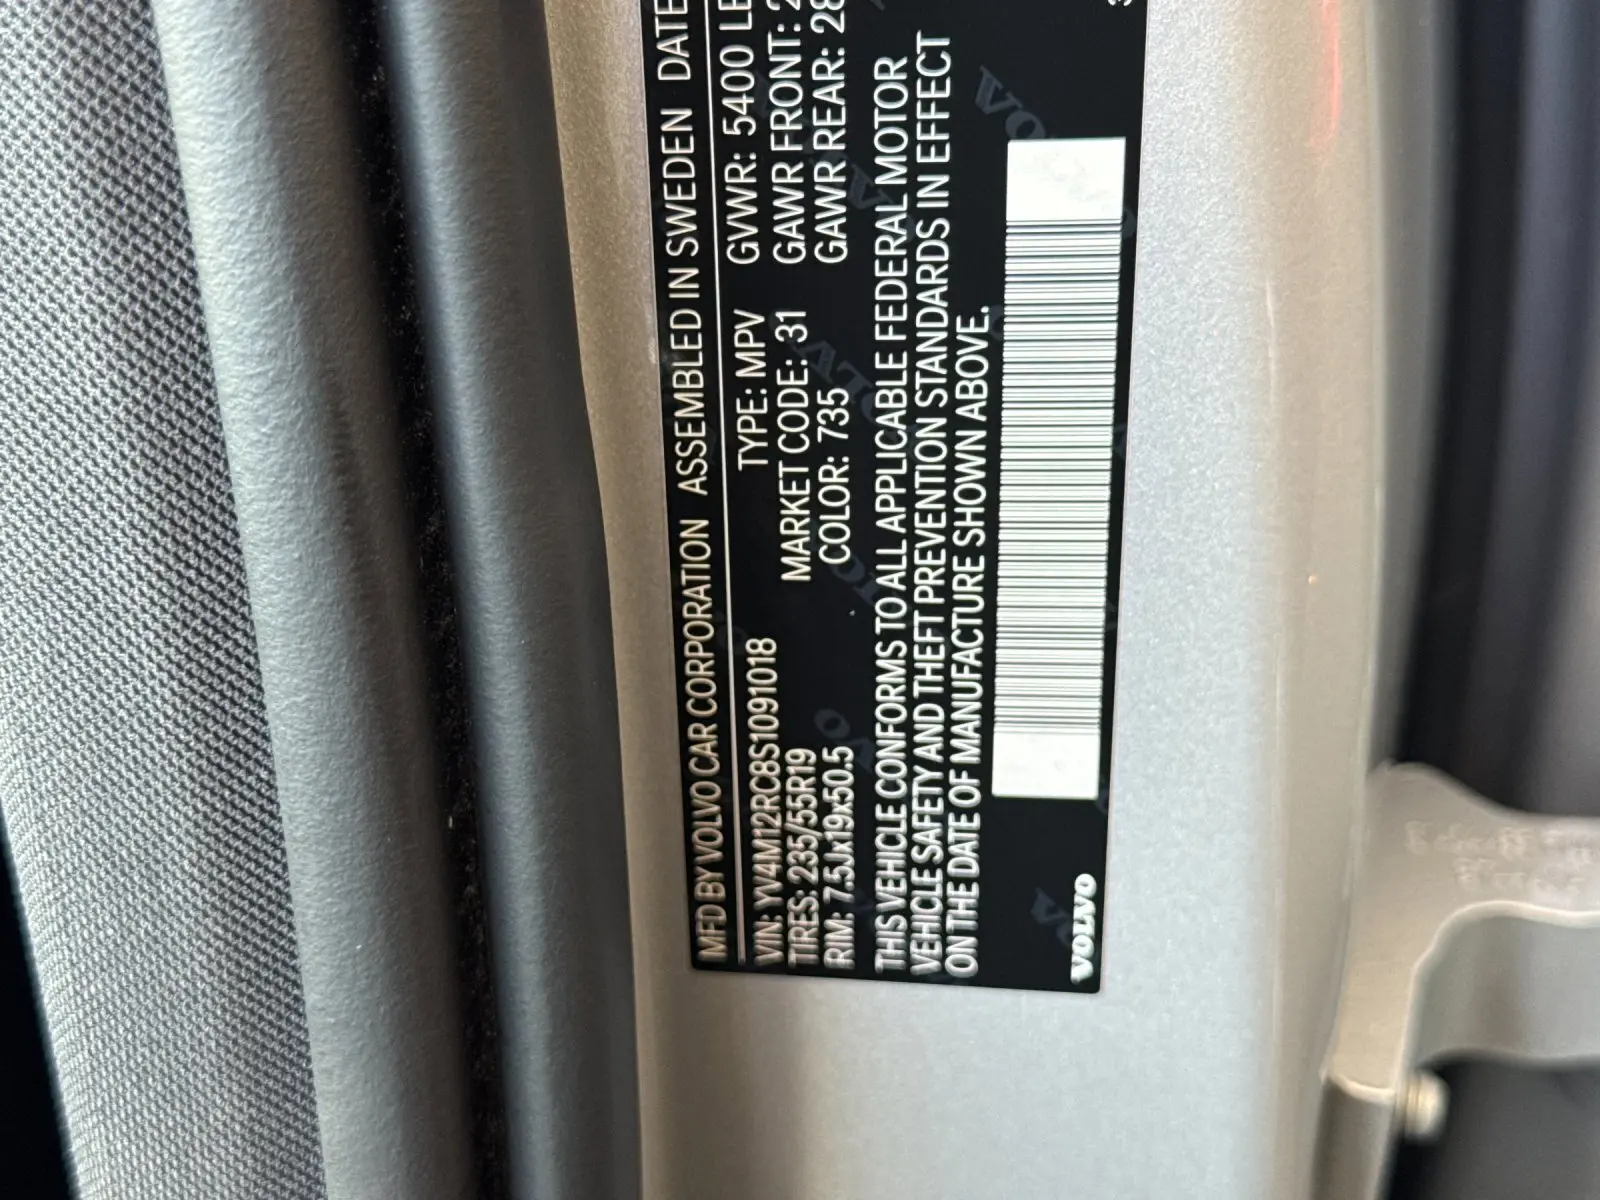 MFD BY VOLVO CAR CORPORATION ASSEMBLED IN SWEDEN DATE
VIN: YV4M12RC8S1091018 TYPE: MPV GVWR: 5400 LB
TIRES: 235/55R19 MARKET CODE: 31 GAWR FRONT: 2
RIM: 7.5Jx19x50.5 COLOR: 735 GAWR REAR: 28
THIS VEHICLE CONFORMS TO ALL APPLICABLE FEDERAL MOTOR
VEHICLE SAFETY AND THEFT PREVENTION STANDARDS IN EFFECT
ON THE DATE OF MANUFACTURE SHOWN ABOVE.
VOLVO